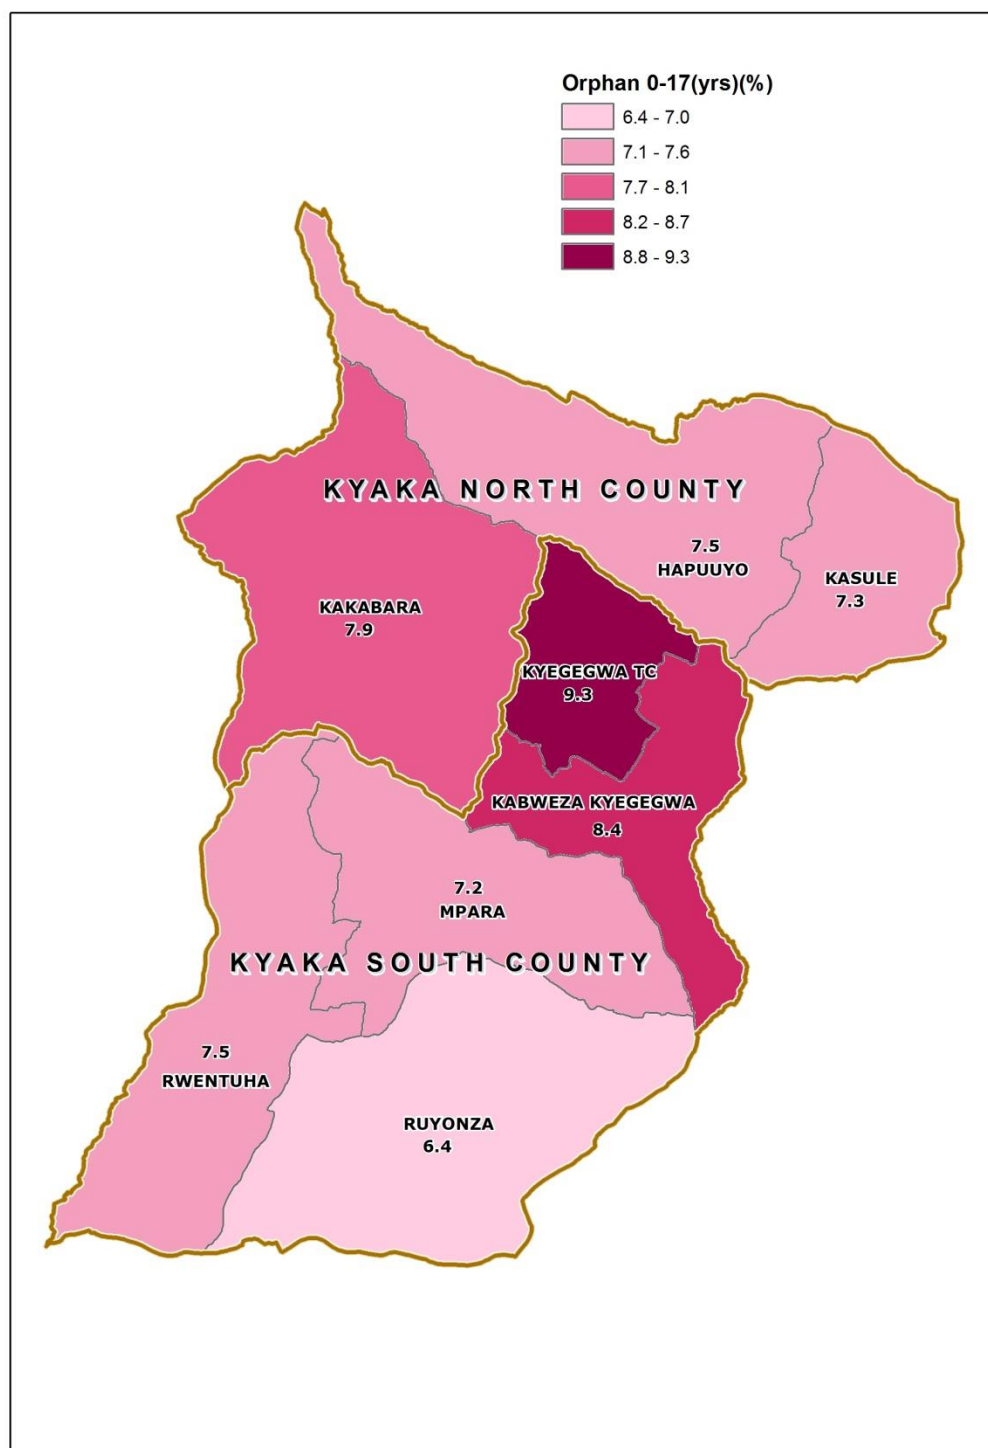 Orphan 0-17(yrs)(%)
6.4 - 7.0
7.1 - 7.6
7.7 - 8.1
8.2 - 8.7
8.8 - 9.3
KYAKA NORTH COUNTY
7.5
HAPUUYO
KASULE
7.3
KAKABARA
7.9
KYEGEGWA TC
9.3
KABWEZA KYEGEGWA
8.4
7.2
MPARA
KYAKA SOUTH COUNTY
7.5
RWENTUHA
RUYONZA
6.4